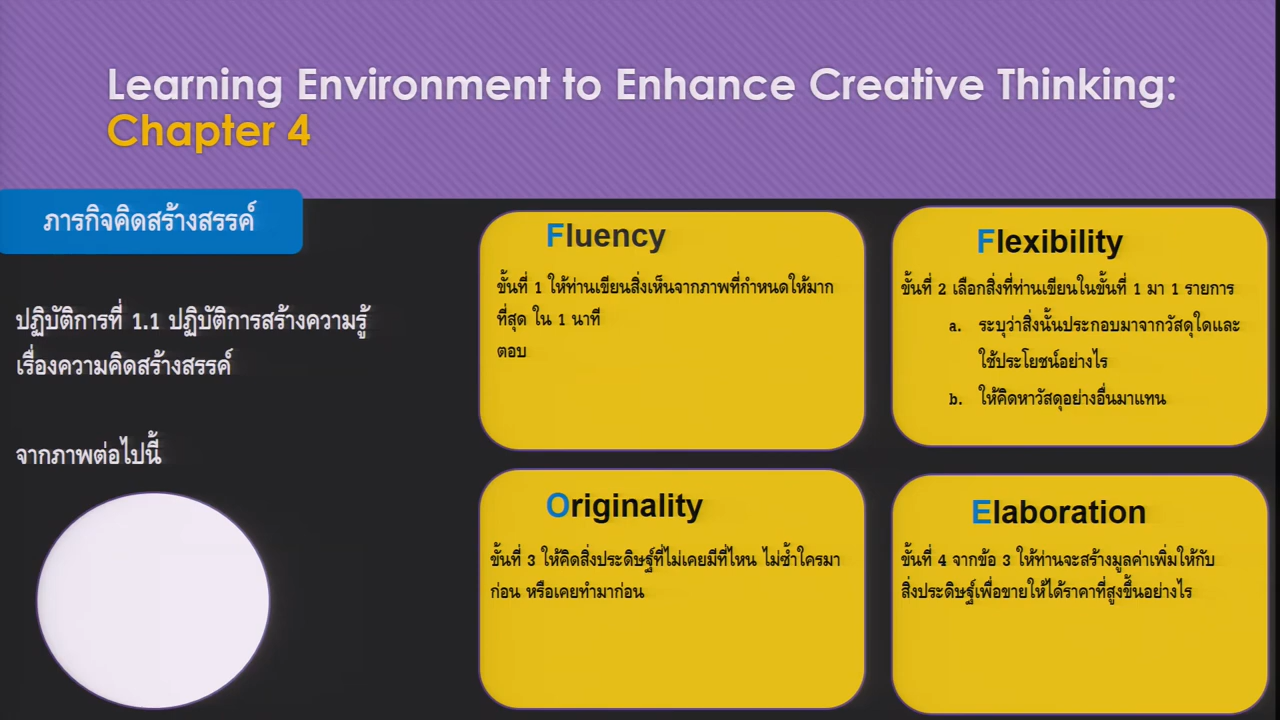 Learning Environment to Enhance Creative Thinking:
Chapter 4
ภารกิจคิดสร้างสรรค์
ปฏิบัติการที่ 1.1 ปฏิบัติการสร้างความรู้
เรื่องความคิดสร้างสรรค์
จากภาพต่อไปนี้
Fluency
ขั้นที่ 1 ให้ท่านเขียนสิ่งเห็นจากภาพที่กำหนดให้มาก
ที่สุด ใน 1 นาที
ตอบ
Flexibility
ขั้นที่ 2 เลือกสิ่งที่ท่านเขียนในขั้นที่ 1 มา 1 รายการ
a. ระบุว่าสิ่งนั้นประกอบมาจากวัสดุใดและ
ใช้ประโยชน์อย่างไร
b. ให้คิดหาวัสดุอย่างอื่นมาแทน
Originality
ขั้นที่ 3 ให้คิดสิ่งประดิษฐ์ที่ไม่เคยมีที่ไหน ไม่ซ้ำใครมา
ก่อน หรือเคยทำมาก่อน
Elaboration
ขั้นที่ 4 จากข้อ 3 ให้ท่านจะสร้างมูลค่าเพิ่มให้กับ
สิ่งประดิษฐ์เพื่อขายให้ได้ราคาที่สูงขึ้นอย่างไร